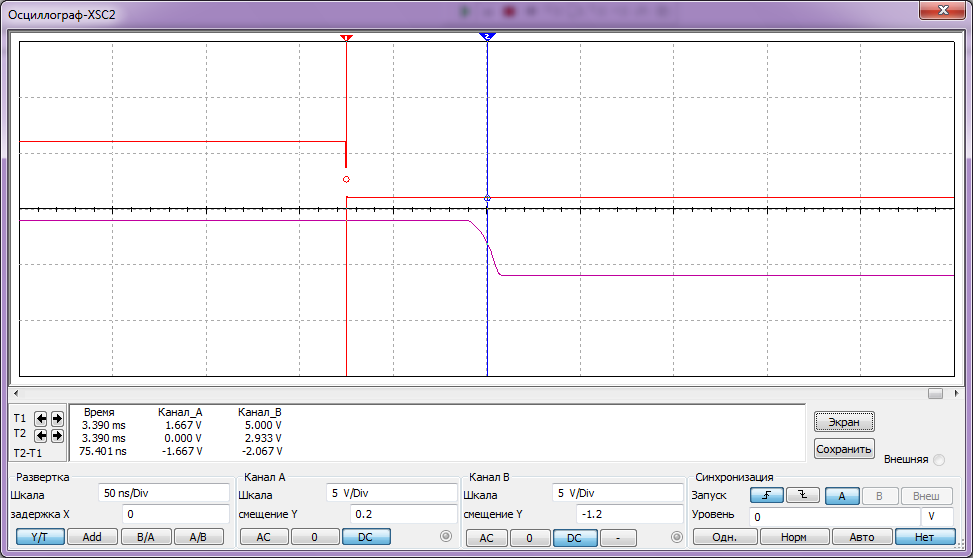 Осциллограф-XSC2
1
2
Время Канал_A Канал_B
T1 3.390 ms 1.667 V 5.000 V
T2 3.390 ms 0.000 V 2.933 V
T2-T1 75.401 ns -1.667 V -2.067 V
Экран
Сохранить
Внешняя
Развертка Канал A Канал B Синхронизация
Шкала 50 ns/Div Шкала 5 V/Div Шкала 5 V/Div Запуск A B Внеш
задержка X 0 смещение Y 0.2 смещение Y -1.2 Уровень 0 V
Y/T Add B/A A/B AC 0 DC AC 0 DC - Одн. Норм Авто Нет